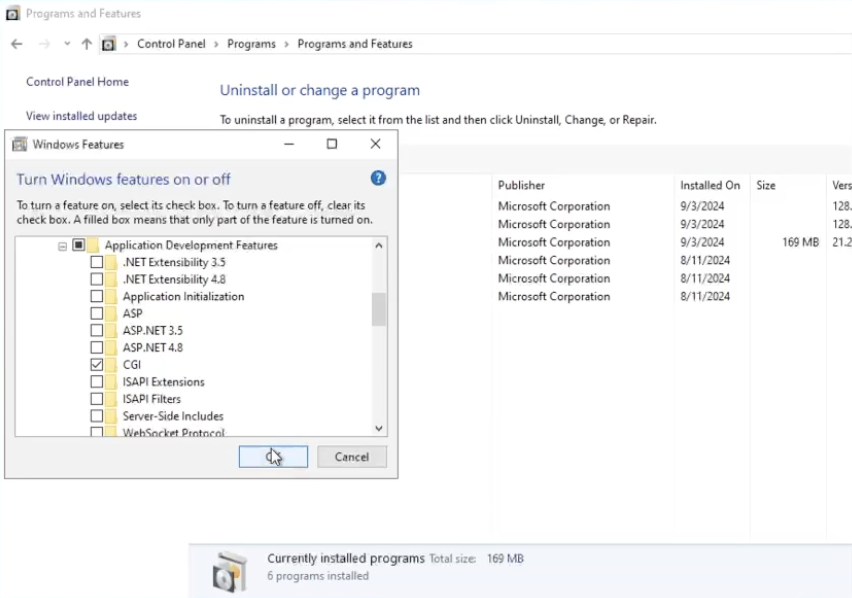 Programs and Features
Control Panel > Programs > Programs and Features
Control Panel Home
View installed updates
Uninstall or change a program
To uninstall a program, select it from the list and then click Uninstall, Change, or Repair.
Windows Features
Turn Windows features on or off
To turn a feature on, select its check box. To turn a feature off, clear its
check box. A filled box means that only part of the feature is turned on.
Application Development Features
.NET Extensibility 3.5
.NET Extensibility 4.8
Application Initialization
ASP
ASP.NET 3.5
ASP.NET 4.8
CGI
ISAPI Extensions
ISAPI Filters
Server-Side Includes
WebSocket Protocol
Cancel
Publisher Installed On Size Vers
Microsoft Corporation 9/3/2024 128.
Microsoft Corporation 9/3/2024 128.
Microsoft Corporation 9/3/2024 169 MB 21.2
Microsoft Corporation 8/11/2024
Microsoft Corporation 8/11/2024
Microsoft Corporation 8/11/2024
Currently installed programs Total size: 169 MB
6 programs installed